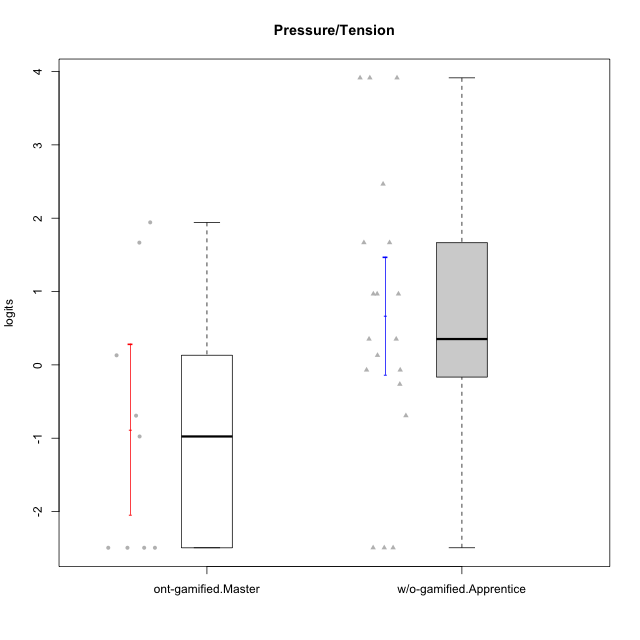 Pressure/Tension
logits
4
3
2
1
0
-1
-2
ont-gamified.Master
w/o-gamified.Apprentice